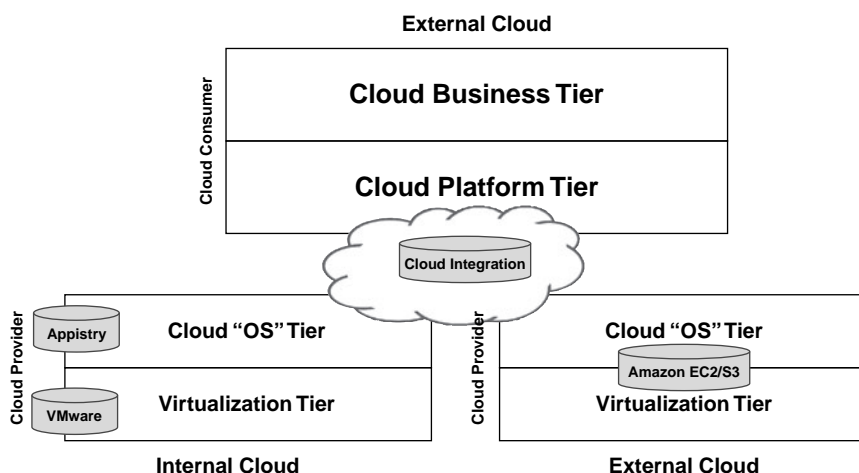 External Cloud
Cloud Consumer
Cloud Business Tier
Cloud Platform Tier
Cloud Integration
Cloud Provider
Appistry
Cloud “OS” Tier
VMware
Virtualization Tier
Internal Cloud
Cloud Provider
Cloud “OS” Tier
Amazon EC2/S3
Virtualization Tier
External Cloud